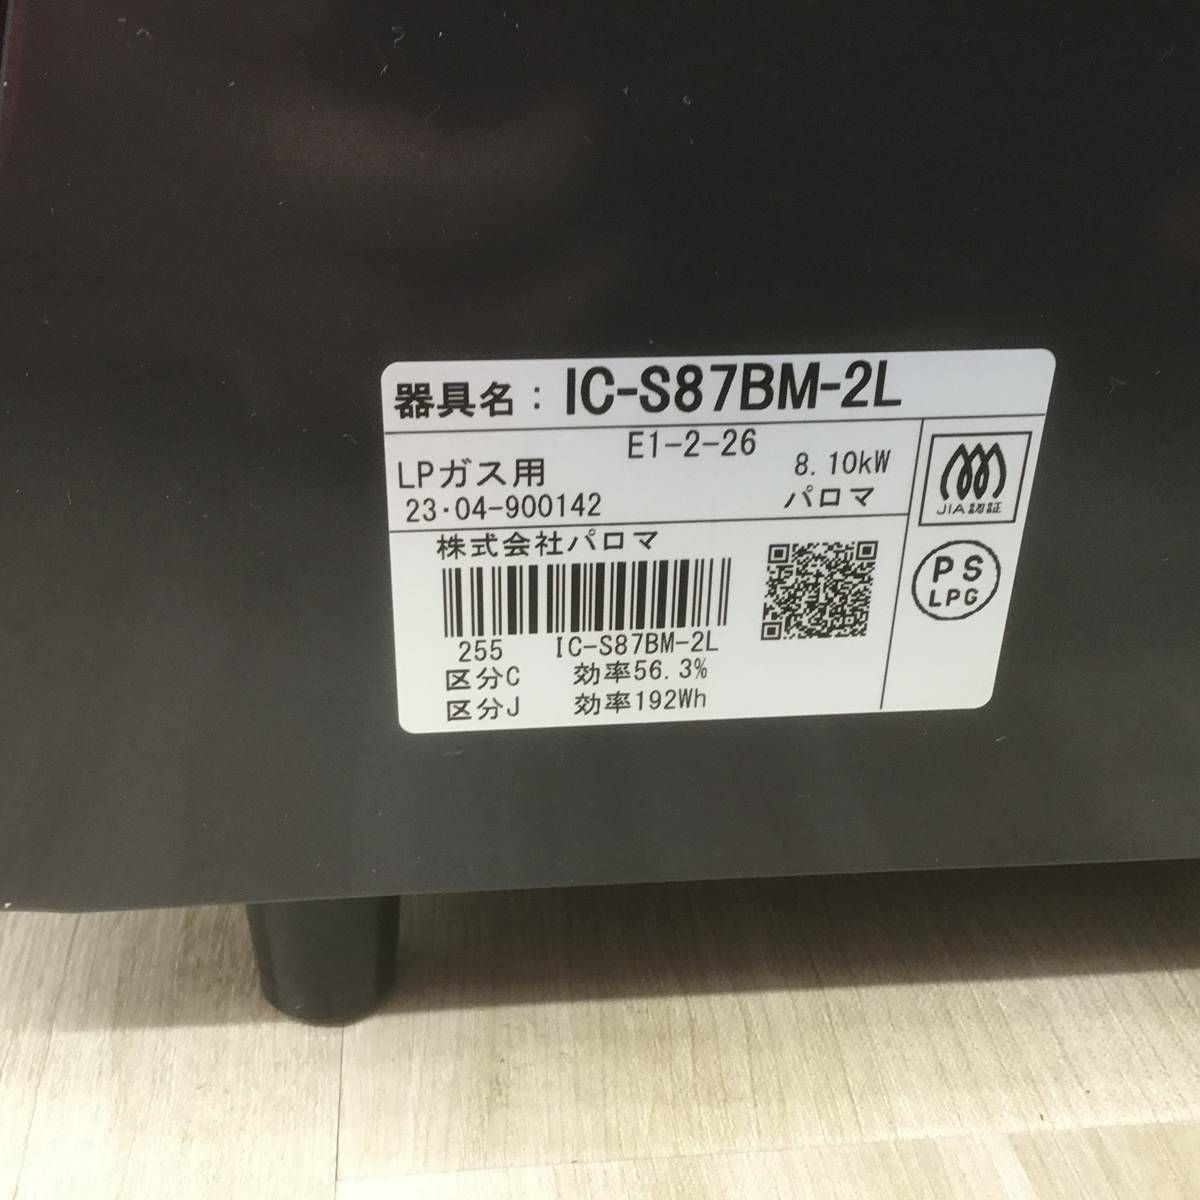 器具名：IC-S87BM-2L
E1-2-26
LPガス用 8.10kW
23･04-900142 パロマ
JIA認証
株式会社パロマ
PS
LPG
255 IC-S87BM-2L
区分C 効率56.3%
区分J 効率192Wh